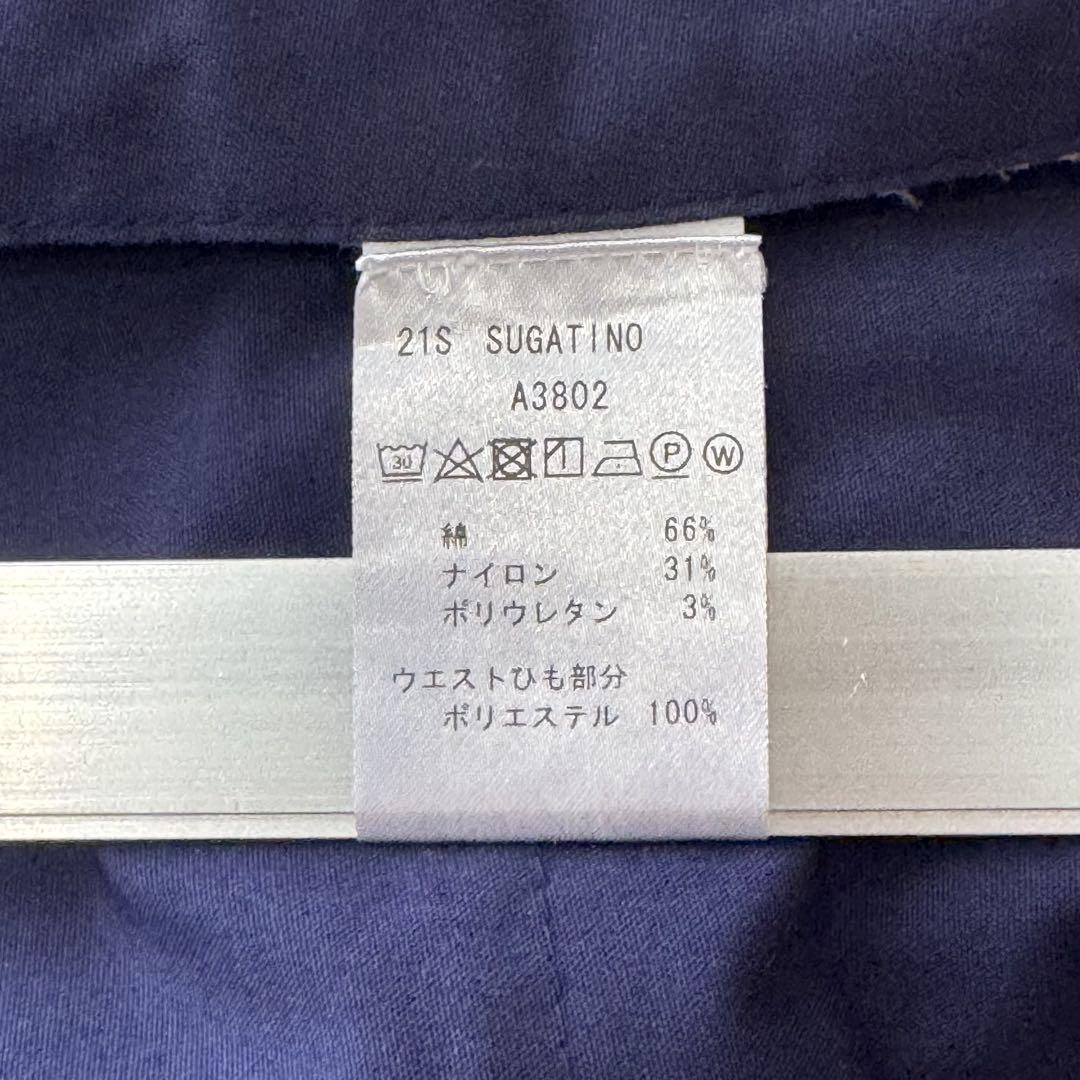 21S SUGATINO
A3802
30 P W
綿 66%
ナイロン 31%
ポリウレタン 3%
ウエストひも部分
ポリエステル 100%